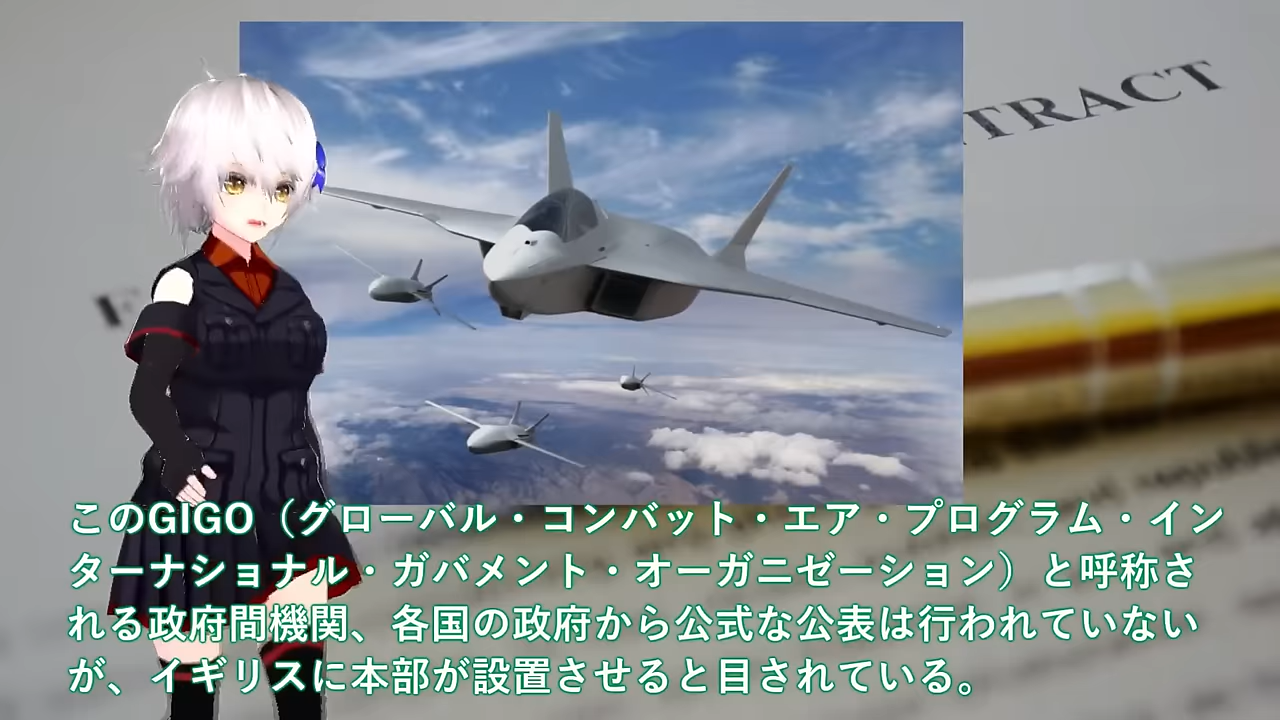 TRACT
このGIGO（グローバル・コンバット・エア・プログラム・イン
ターナショナル・ガバメント・オーガニゼーション）と呼称さ
れる政府間機関、各国の政府から公式な公表は行われていない
が、イギリスに本部が設置させると目されている。